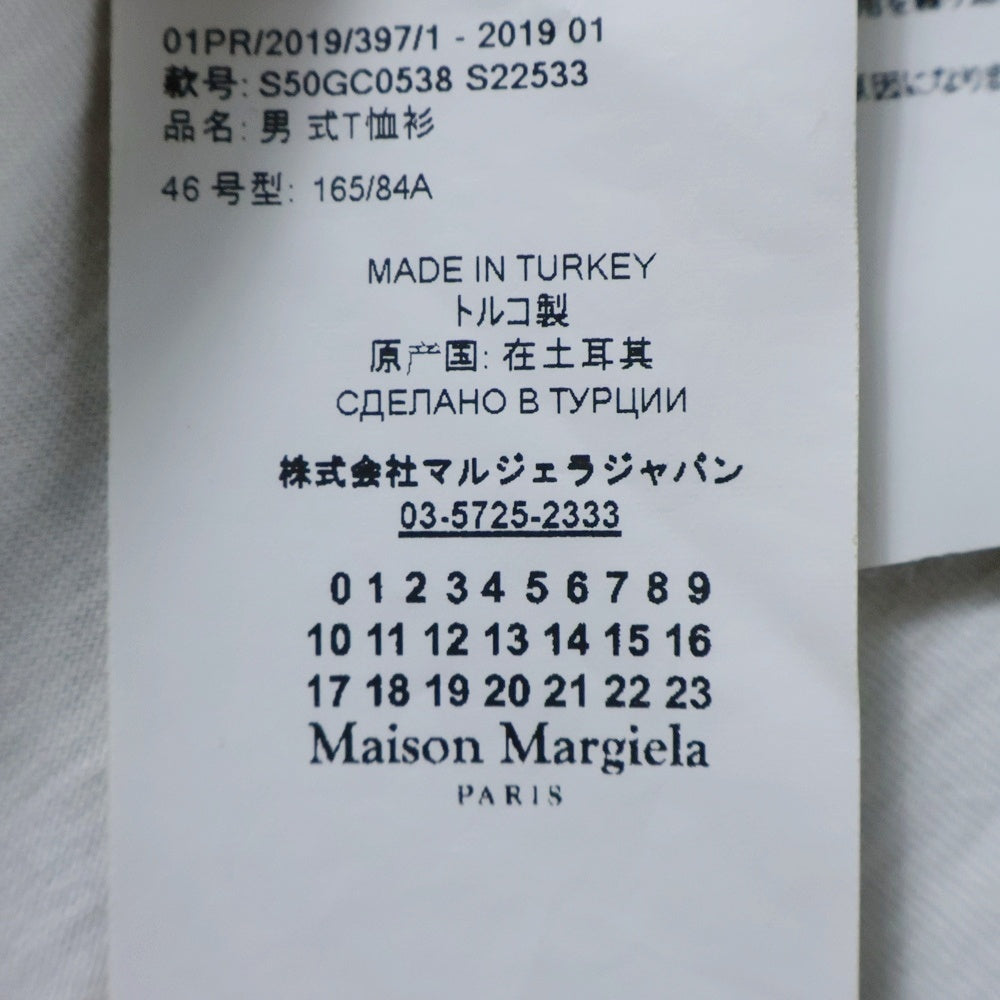 01PR/2019/397/1 - 2019 01
款号: S50GC0538 S22533
品名: 男 式T恤衫
46 号型: 165/84A
MADE IN TURKEY
トルコ製
原产国: 在土耳其
СДЕЛАНО В ТУРЦИИ
株式会社マルジェラジャパン
03-5725-2333
0 1 2 3 4 5 6 7 8 9
10 11 12 13 14 15 16
17 18 19 20 21 22 23
Maison Margiela
PARIS